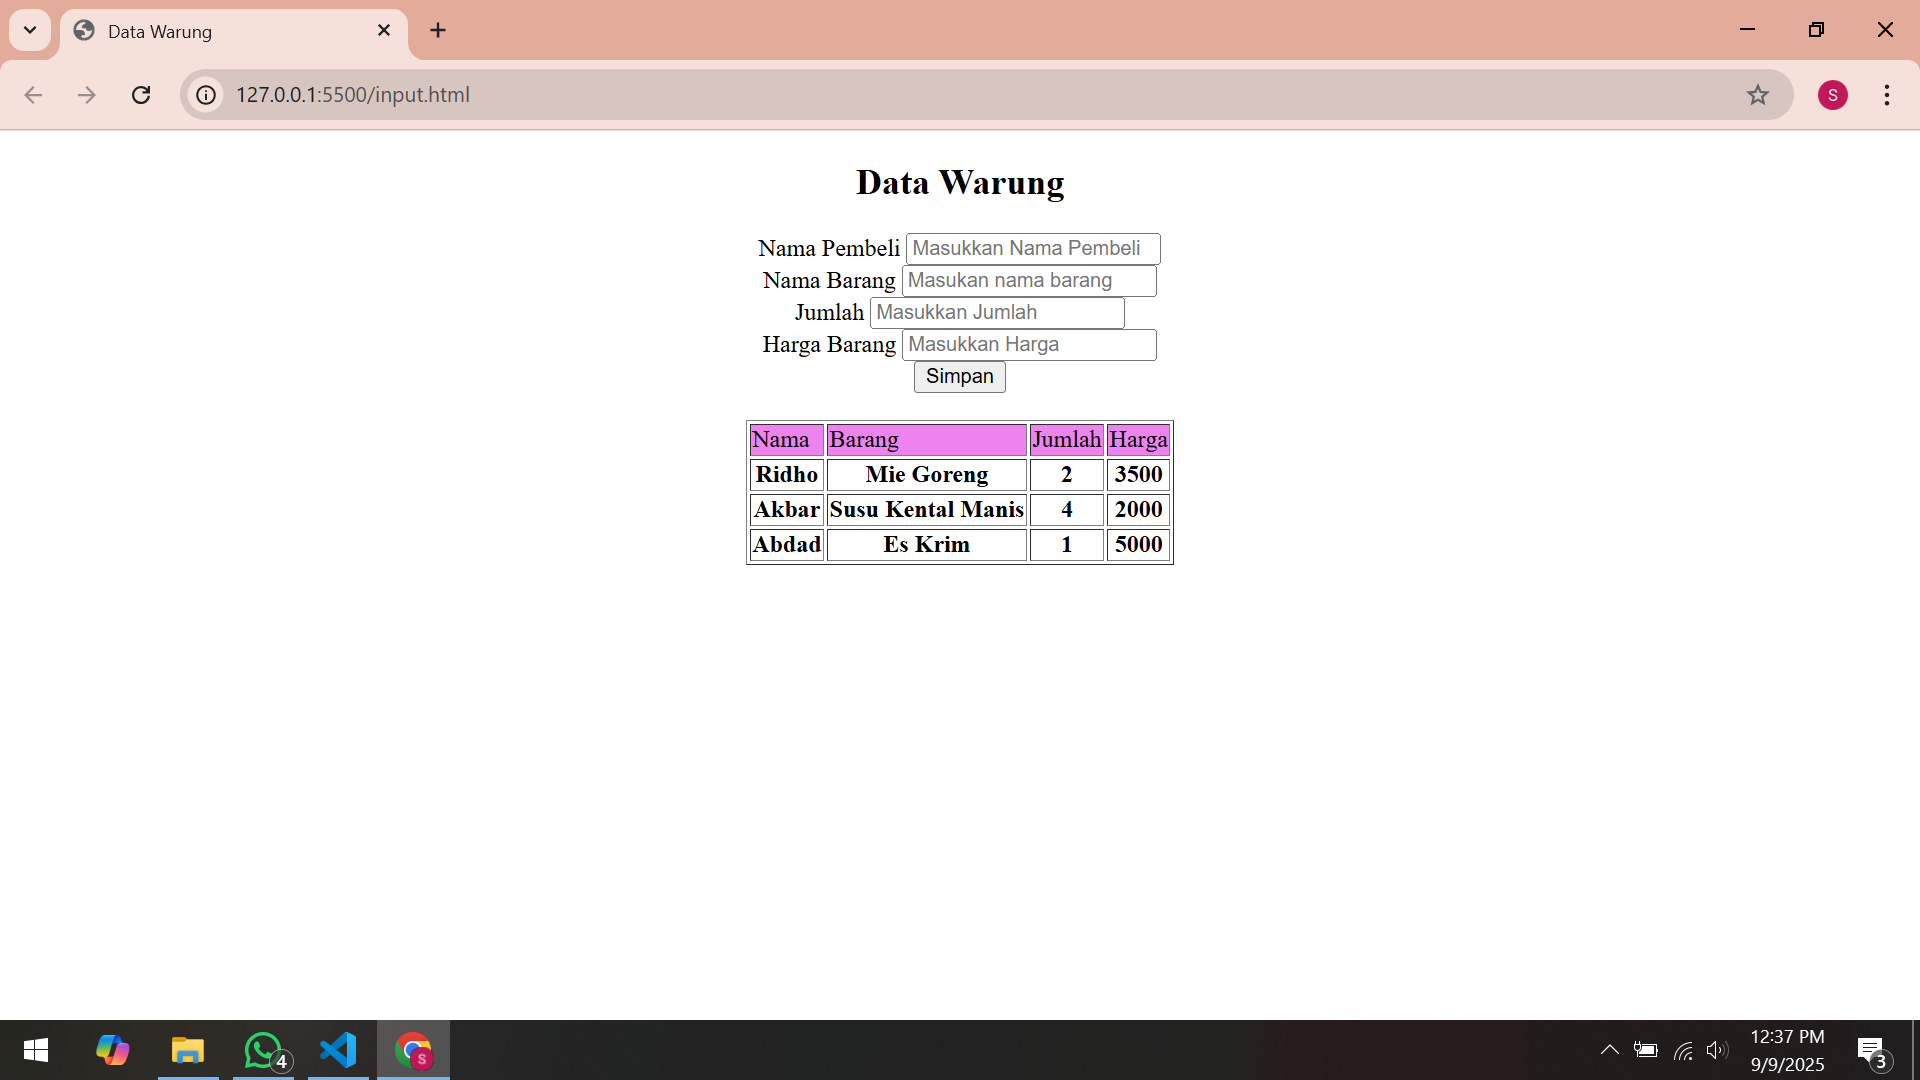 Data Warung
127.0.0.1:5500/input.html
S
Data Warung
Nama Pembeli Masukkan Nama Pembeli
Nama Barang Masukan nama barang
Jumlah Masukkan Jumlah
Harga Barang Masukkan Harga
Simpan
Nama Barang Jumlah Harga
Ridho Mie Goreng 2 3500
Akbar Susu Kental Manis 4 2000
Abdad Es Krim 1 5000
4
S
12:37 PM
9/9/2025
3